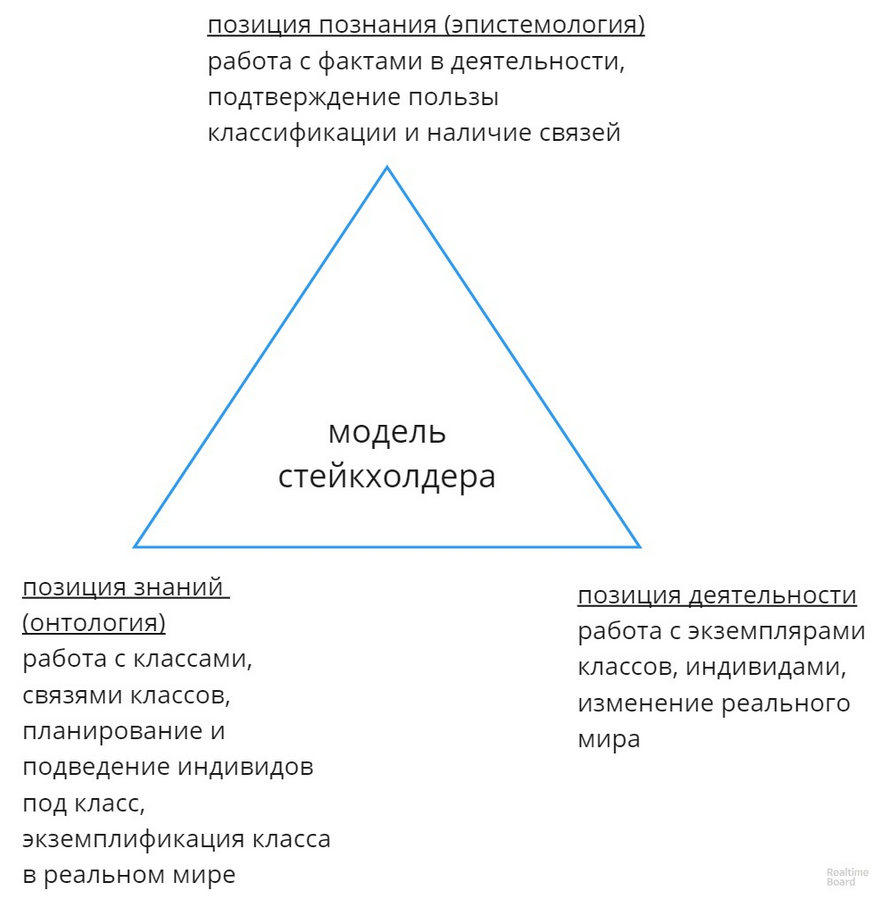 позиция познания (эпистемология)
работа с фактами в деятельности,
подтверждение пользы
классификации и наличие связей
модель
стейкхолдера
позиция знаний
(онтология)
работа с классами,
связями классов,
планирование и
подведение индивидов
под класс,
экземплификация класса
в реальном мире
позиция деятельности
работа с экземплярами
классов, индивидами,
изменение реального
мира
Realtime
Board